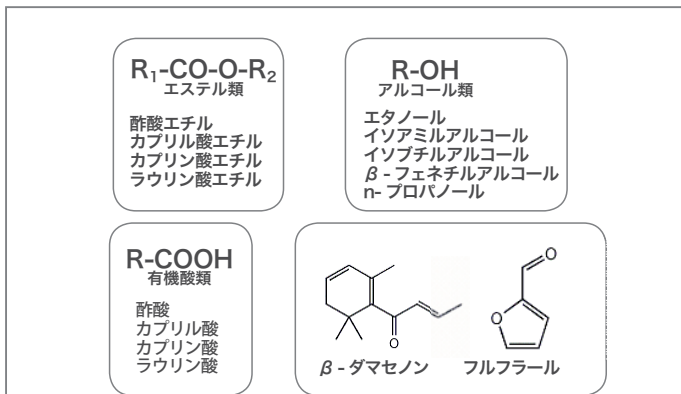 R₁-CO-O-R₂
エステル類
酢酸エチル
カプリル酸エチル
カプリン酸エチル
ラウリン酸エチル
R-OH
アルコール類
エタノール
イソアミルアルコール
イソブチルアルコール
β-フェネチルアルコール
n-プロパノール
R-COOH
有機酸類
酢酸
カプリル酸
カプリン酸
ラウリン酸
O
O
O
β-ダマセノン
フルフラール